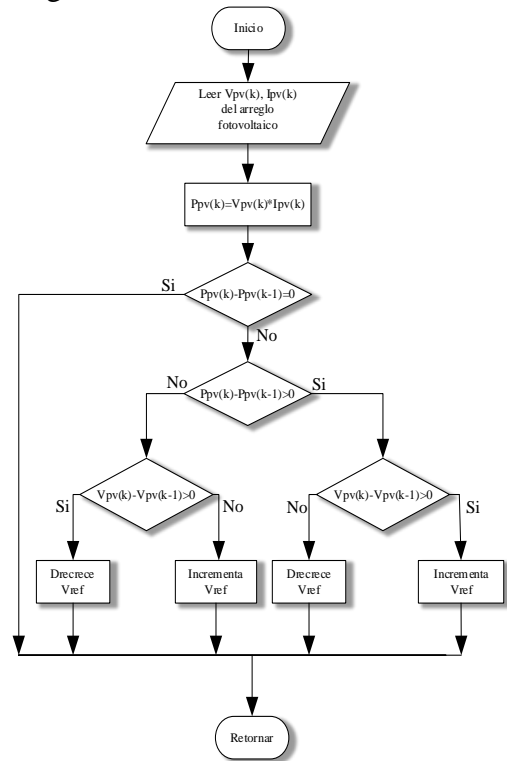 Inicio
Leer Vpv(k), Ipv(k)
del arreglo
fotovoltaico
Ppv(k)=Vpv(k)*Ipv(k)
Si
Ppv(k)-Ppv(k-1)=0
No
No
Ppv(k)-Ppv(k-1)>0
Si
Si
Vpv(k)-Vpv(k-1)>0
No
No
Vpv(k)-Vpv(k-1)>0
Si
Drecrece
Vref
Incrementa
Vref
Drecrece
Vref
Incrementa
Vref
Retornar